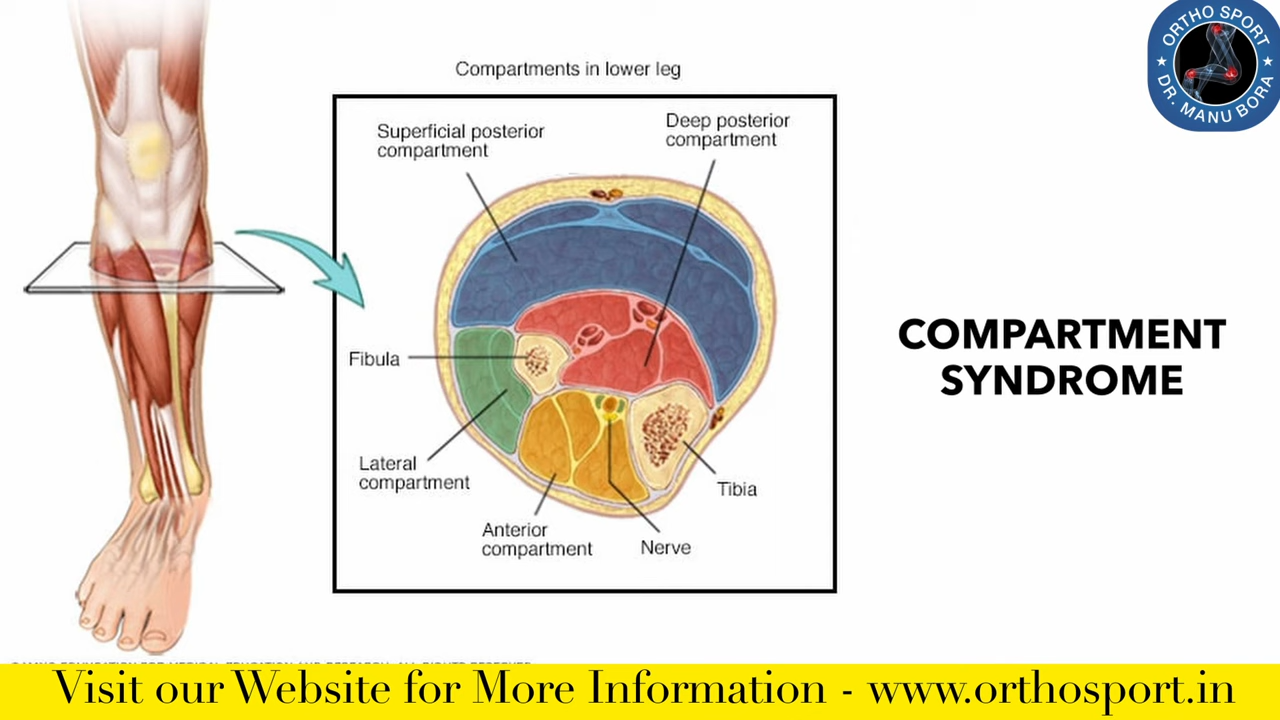 ORTHO SPORT
DR. MANU BORA
Compartments in lower leg
Superficial posterior
compartment
Deep posterior
compartment
Fibula
Lateral
compartment
Anterior
compartment
Nerve
Tibia
COMPARTMENT
SYNDROME
Visit our Website for More Information - www.orthosport.in